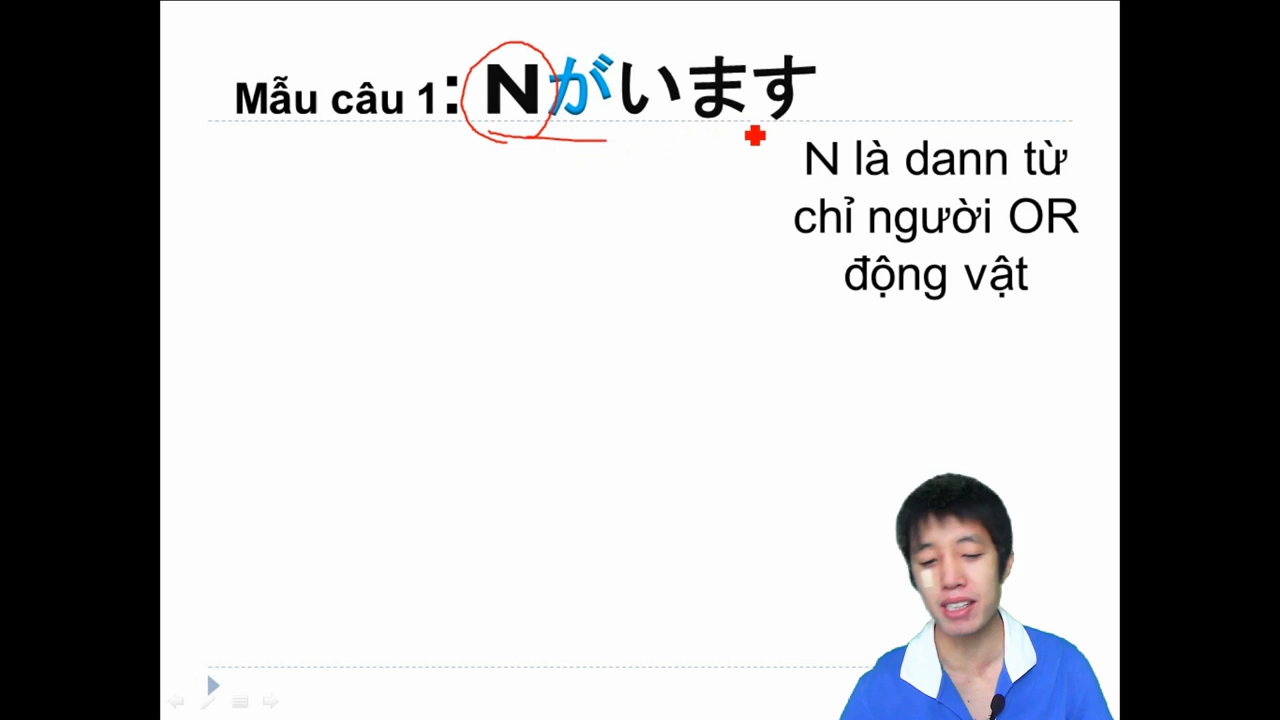 Mẫu câu 1: Nがいます
N là dann từ
chỉ người OR
động vật